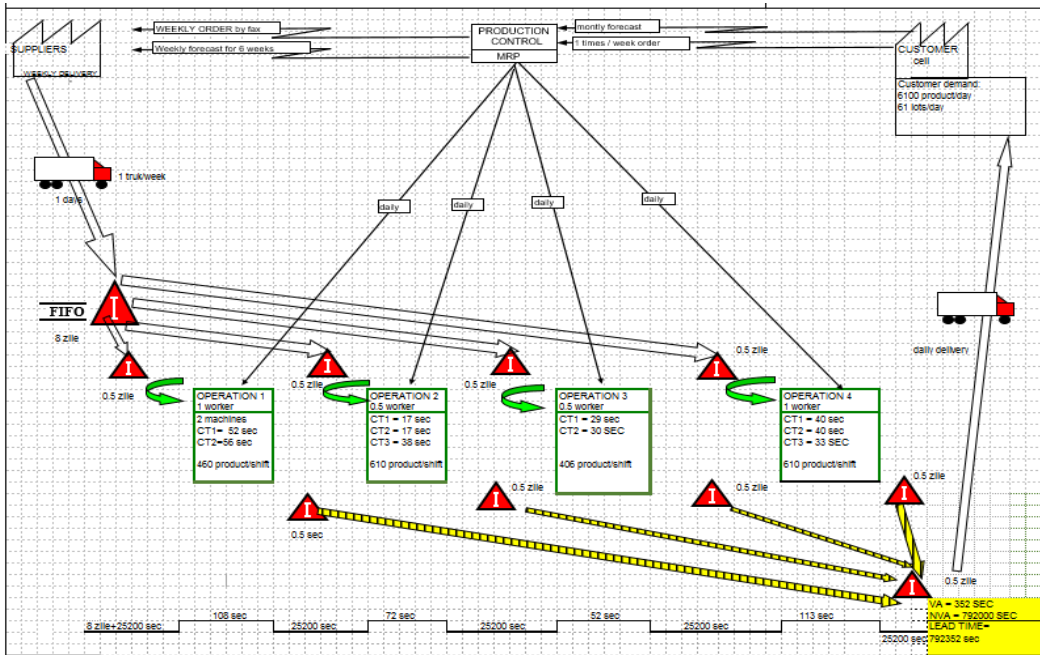 WEEKLY ORDER by fax
Weekly forecast for 6 weeks
SUPPLIERS
WEEKLY DELIVERY
PRODUCTION
CONTROL
MRP
montly forecast
1 times / week order
CUSTOMER
cell
Customer demand:
6100 product/day
61 lots/day
1 truk/week
1 days
daily
daily
daily
daily
FIFO
I
8 zile
I
0.5 zile
I
0.5 zile
I
0.5 zile
I
0.5 zile
daily delivery
OPERATION 1
1 worker
2 machines
CT1= 52 sec
CT2=56 sec
460 product/shift
OPERATION 2
0.5 worker
CT1 = 17 sec
CT2 = 17 sec
CT3 = 38 sec
610 product/shift
OPERATION 3
0.5 worker
CT1 = 29 sec
CT2 = 30 SEC
406 product/shift
OPERATION 4
1 worker
CT1 = 40 sec
CT2 = 40 sec
CT3 = 33 SEC
610 product/shift
I
0.5 sec
I
0.5 zile
I
0.5 zile
I
0.5 zile
I
0.5 zile
8 zile+25200 sec
108 sec
25200 sec
72 sec
25200 sec
52 sec
25200 sec
113 sec
25200 sec
VA = 352 SEC
NVA = 792000 SEC
LEAD TIME=
792352 sec